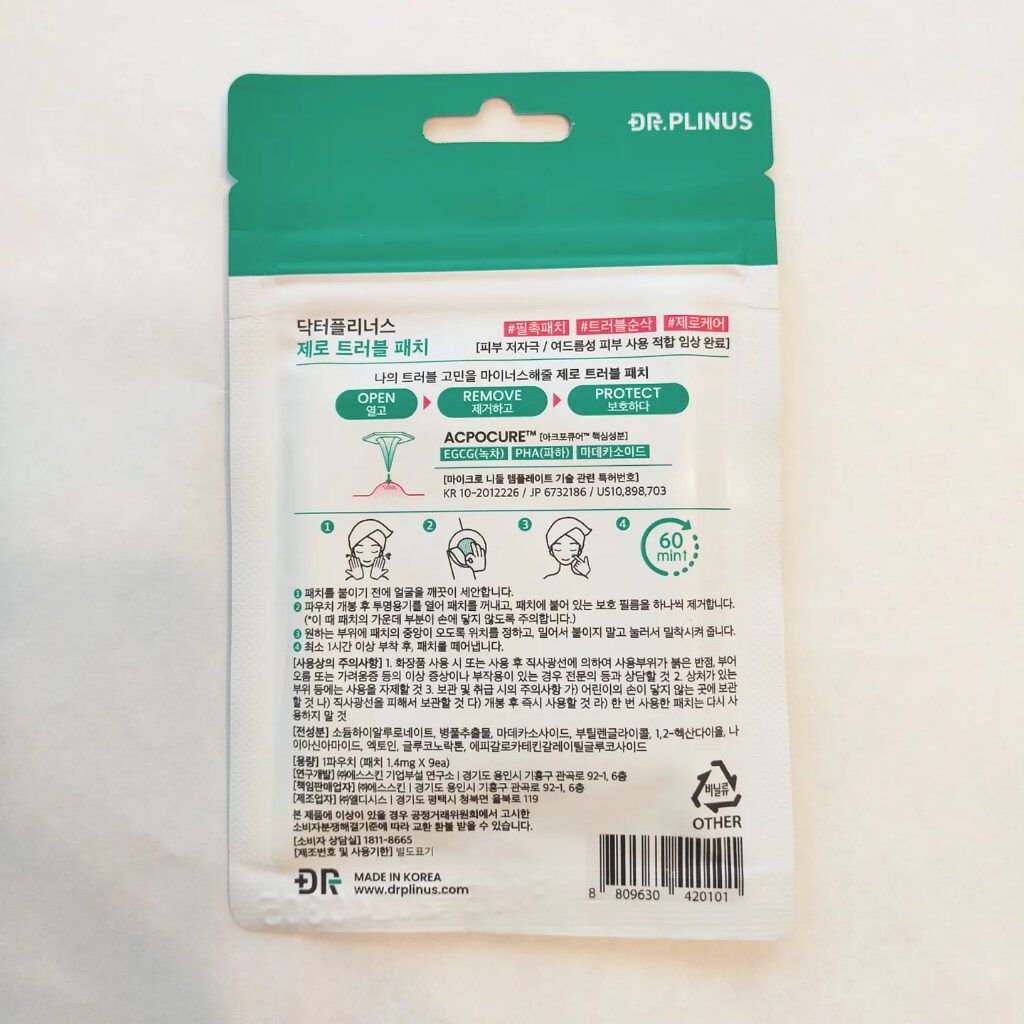 DR.PLINUS
닥터플리너스
제로 트러블 패치
#필촉패치 #트러블순삭 #제로케어
[피부 저자극 / 여드름성 피부 사용 적합 임상 완료]
나의 트러블 고민을 마이너스해줄 제로 트러블 패치
OPEN
열고
REMOVE
제거하고
PROTECT
보호하다
ACPOCURE™ [아크포큐어™ 핵심성분]
EGCG(녹차) PHA(파하) 마데카소이드
[마이크로 니들 템플레이트 기술 관련 특허번호]
KR 10-2012226 / JP 6732186 / US10,898,703
1 2 3 4
60
mint
1 패치를 붙이기 전에 얼굴을 깨끗이 세안합니다.
2 파우치 개봉 후 투명용기를 열어 패치를 꺼내고, 패치에 붙어 있는 보호 필름을 하나씩 제거합니다.
(*이 때 패치의 가운데 부분이 손에 닿지 않도록 주의합니다.)
3 원하는 부위에 패치의 중앙이 오도록 위치를 정하고, 밀어서 붙이지 말고 눌러서 밀착시켜 줍니다.
4 최소 1시간 이상 부착 후, 패치를 떼어냅니다.
[사용상의 주의사항] 1. 화장품 사용 시 또는 사용 후 직사광선에 의하여 사용부위가 붉은 반점, 부어
오름 또는 가려움증 등의 이상 증상이나 부작용이 있는 경우 전문의 등과 상담할 것 2. 상처가 있는
부위 등에는 사용을 자제할 것 3. 보관 및 취급 시의 주의사항 가) 어린이의 손이 닿지 않는 곳에 보관
할 것 나) 직사광선을 피해서 보관할 것 다) 개봉 후 즉시 사용할 것 라) 한 번 사용한 패치는 다시 사
용하지 말 것
[전성분] 소듐하이알루로네이트, 병풀추출물, 마데카소사이드, 부틸렌글라이콜, 1,2-헥산다이올, 나
이아신아마이드, 엑토인, 글루코노락톤, 에피갈로카테킨갈레이틸글루코사이드
[용량] 1파우치 (패치 1.4mg X 9ea)
[연구개발] ㈜에스스킨 기업부설 연구소 | 경기도 용인시 기흥구 관곡로 92-1, 6층
[책임판매업자] ㈜에스스킨 | 경기도 용인시 기흥구 관곡로 92-1, 6층
[제조업자] ㈜엘디시스 | 경기도 평택시 청북면 율북로 119
본 제품에 이상이 있을 경우 공정거래위원회에서 고시한
소비자분쟁해결기준에 따라 교환 환불 받을 수 있습니다.
[소비자 상담실] 1811-8665
[제조번호 및 사용기한] 별도표기
비닐류
OTHER
DR
MADE IN KOREA
www.drplinus.com
8 809630 420101